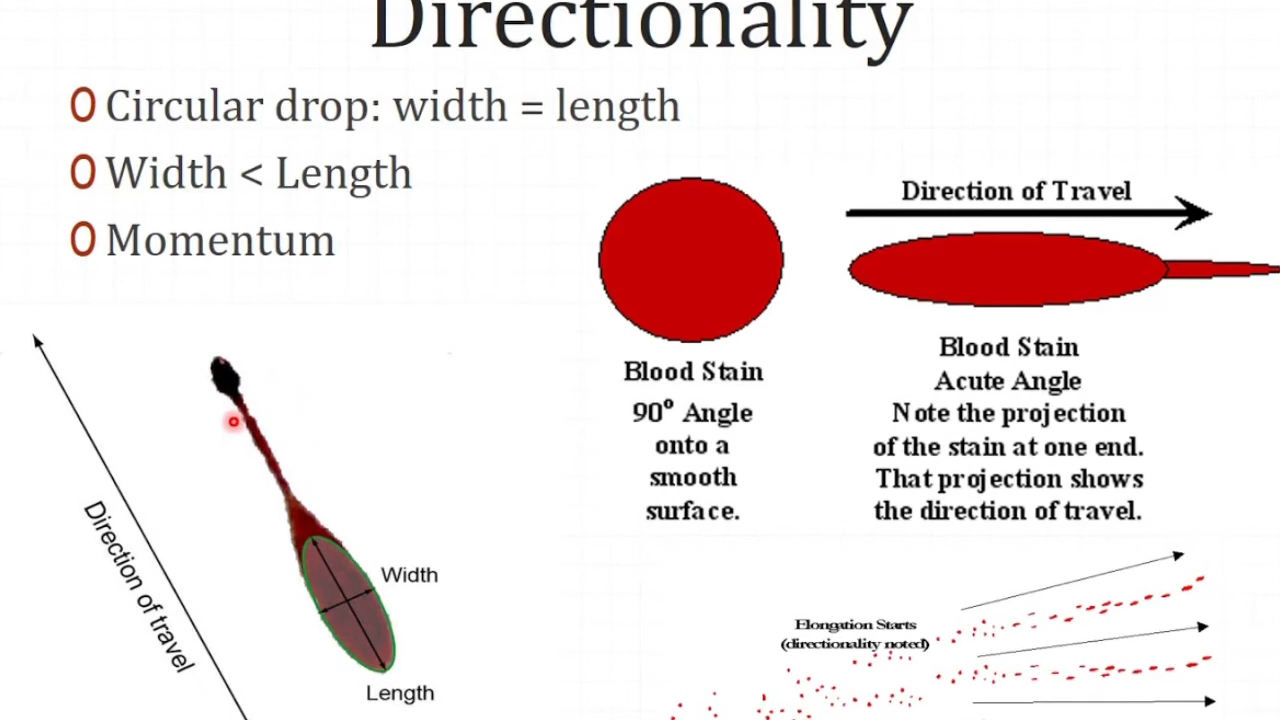 Directionality
O Circular drop: width = length
O Width < Length
O Momentum
Direction of Travel
Blood Stain
90º Angle
onto a
smooth
surface.
Blood Stain
Acute Angle
Note the projection
of the stain at one end.
That projection shows
the direction of travel.
Direction of travel
Width
Length
Elongation Starts
(directionality noted)